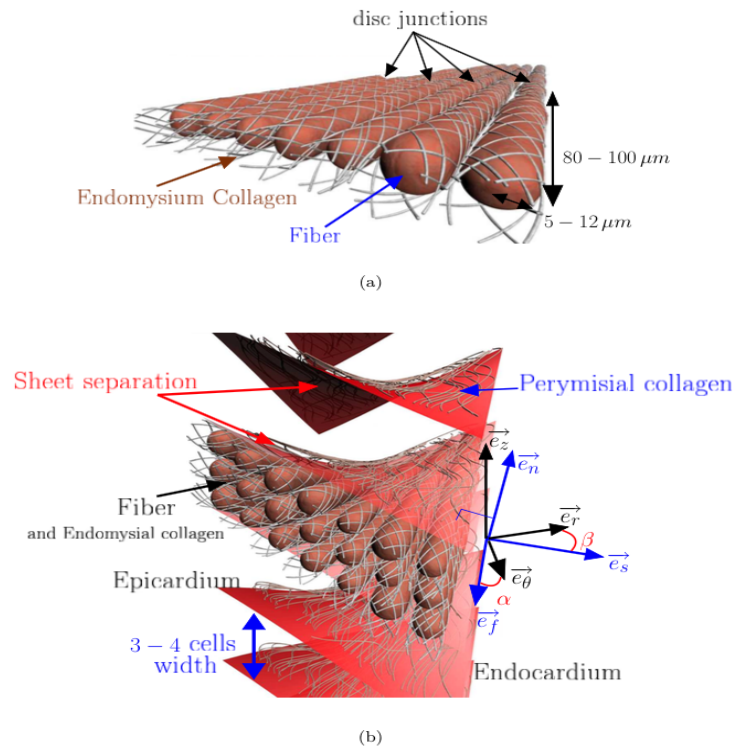 disc junctions
80 − 100 μm
Endomysium Collagen
Fiber
5 − 12 μm
(a)
Sheet separation
Perymisial collagen
e_z
e_n
Fiber
and Endomysial collagen
e_r
β
e_s
e_θ
Epicardium
α
e_f
3 − 4 cells
width
Endocardium
(b)